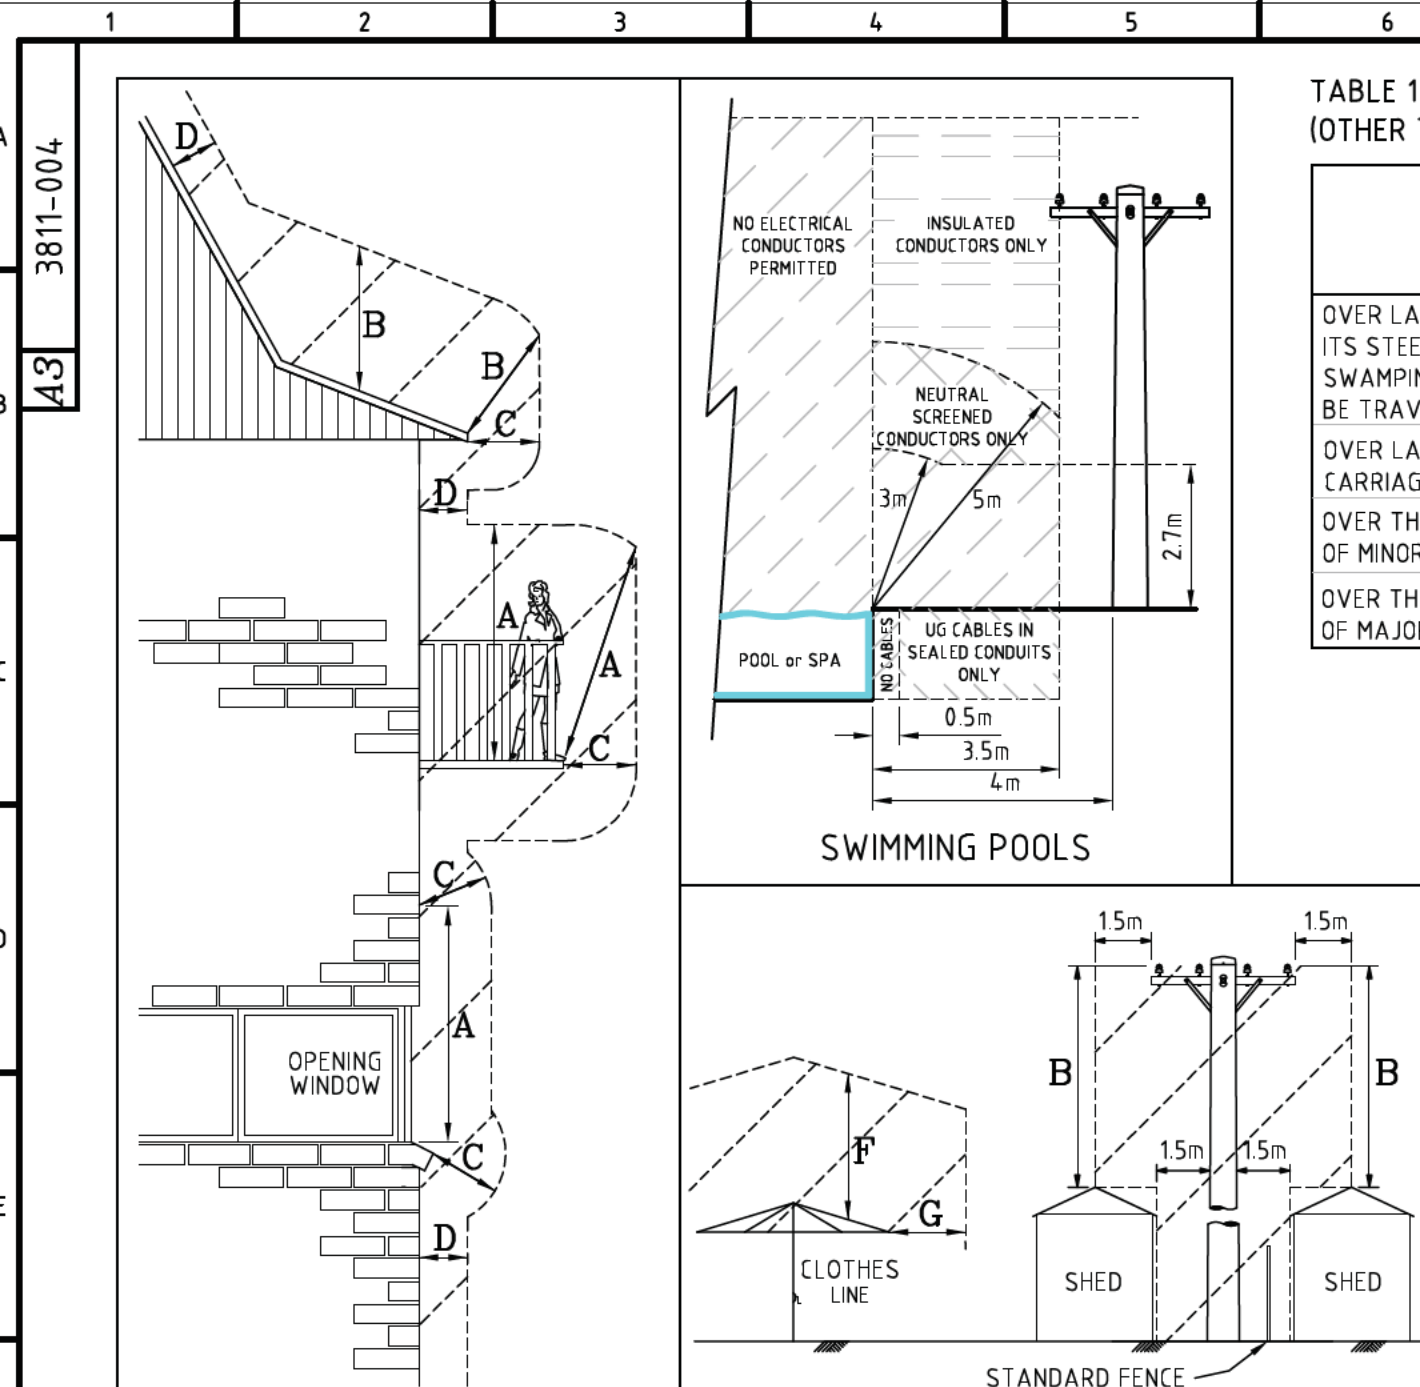 1 2 3 4 5 6
A
3811-004
A3
B
C
D
E
D
B
B
C
D
A
A
C
C
A
OPENING
WINDOW
C
D
NO ELECTRICAL
CONDUCTORS
PERMITTED
INSULATED
CONDUCTORS ONLY
NEUTRAL
SCREENED
CONDUCTORS ONLY
3m
5m
2.7m
POOL or SPA
NO CABLES
UG CABLES IN
SEALED CONDUITS
ONLY
0.5m
3.5m
4m
SWIMMING POOLS
TABLE 1
(OTHER
OVER LA
ITS STEE
SWAMPIN
BE TRAV
OVER LA
CARRIAG
OVER TH
OF MINOR
OVER TH
OF MAJOR
F
G
CLOTHES
LINE
1.5m
1.5m
B
B
1.5m
1.5m
SHED
SHED
STANDARD FENCE